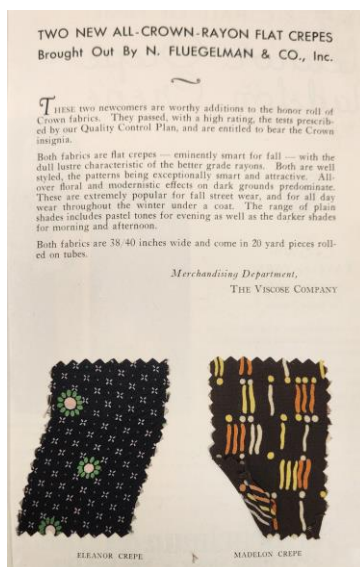 TWO NEW ALL-CROWN-RAYON FLAT CREPES
Brought Out By N. FLUEGELMAN & CO., Inc.
THESE two newcomers are worthy additions to the honor roll of
Crown fabrics. They passed, with a high rating, the tests prescrib-
ed by our Quality Control Plan, and are entitled to bear the Crown
insignia.
Both fabrics are flat crepes — eminently smart for fall — with the
dull lustre characteristic of the better grade rayons. Both are well
styled, the patterns being exceptionally smart and attractive. All-
over floral and modernistic effects on dark grounds predominate.
These are extremely popular for fall street wear, and for all day
wear throughout the winter under a coat. The range of plain
shades includes pastel tones for evening as well as the darker shades
for morning and afternoon.
Both fabrics are 38/40 inches wide and come in 20 yard pieces roll-
ed on tubes.
Merchandising Department,
THE VISCOSE COMPANY
ELEANOR CREPE
MADELON CREPE